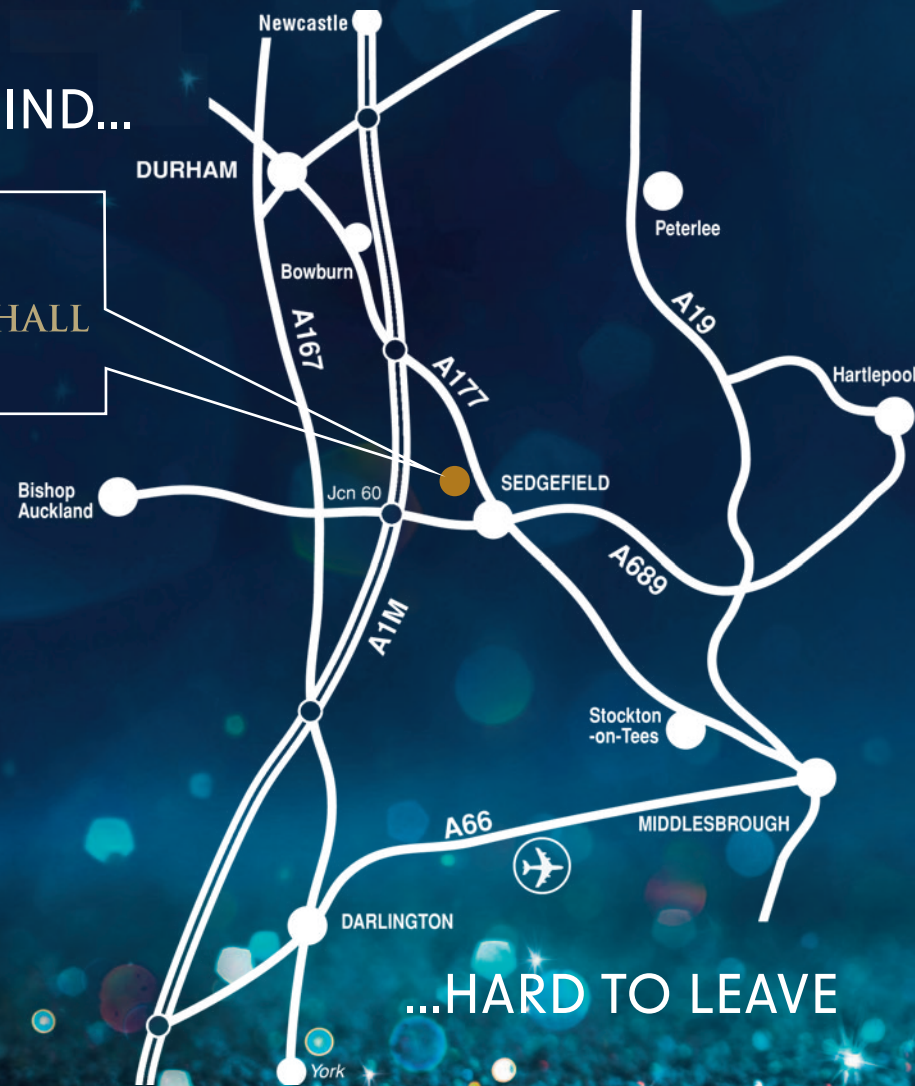 Newcastle
IND...
DURHAM
Peterlee
Bowburn
HALL
A167
A19
A177
Hartlepool
Bishop
Auckland
Jcn 60
SEDGEFIELD
A689
A1M
Stockton
-on-Tees
A66
MIDDLESBROUGH
DARLINGTON
...HARD TO LEAVE
York